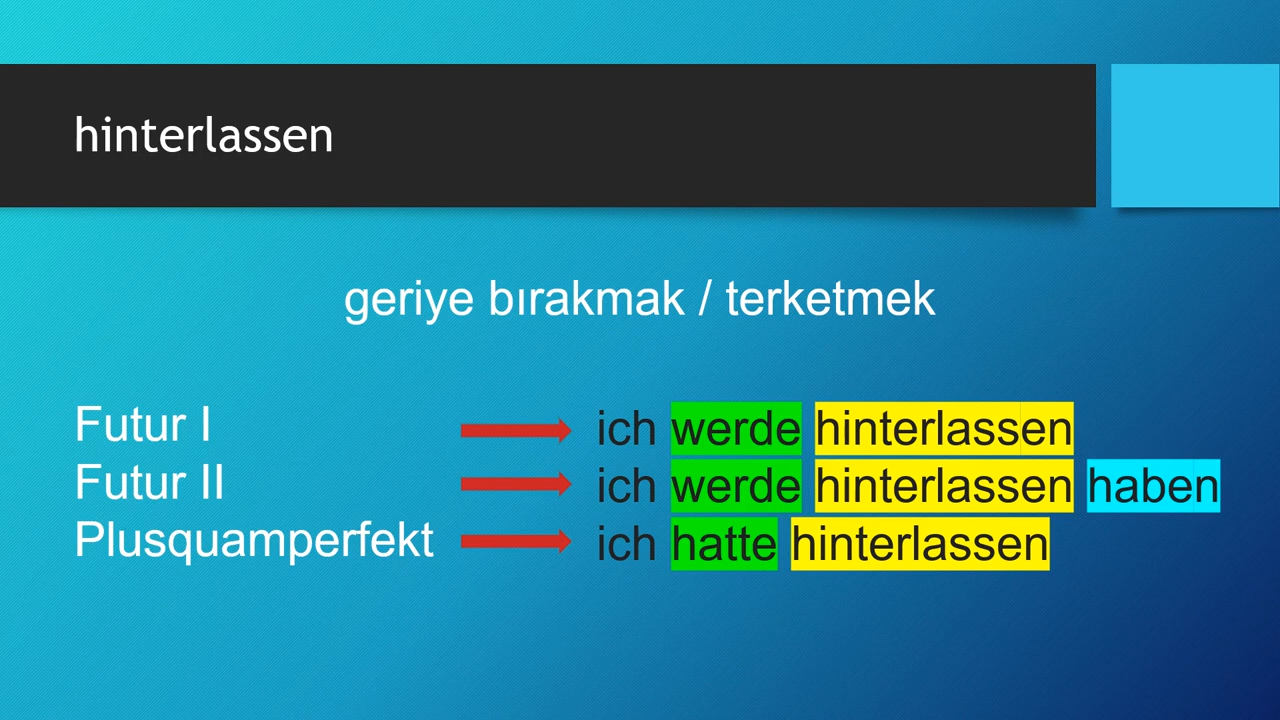 hinterlassen
geriye bırakmak / terketmek
Futur I ich werde hinterlassen
Futur II ich werde hinterlassen haben
Plusquamperfekt ich hatte hinterlassen